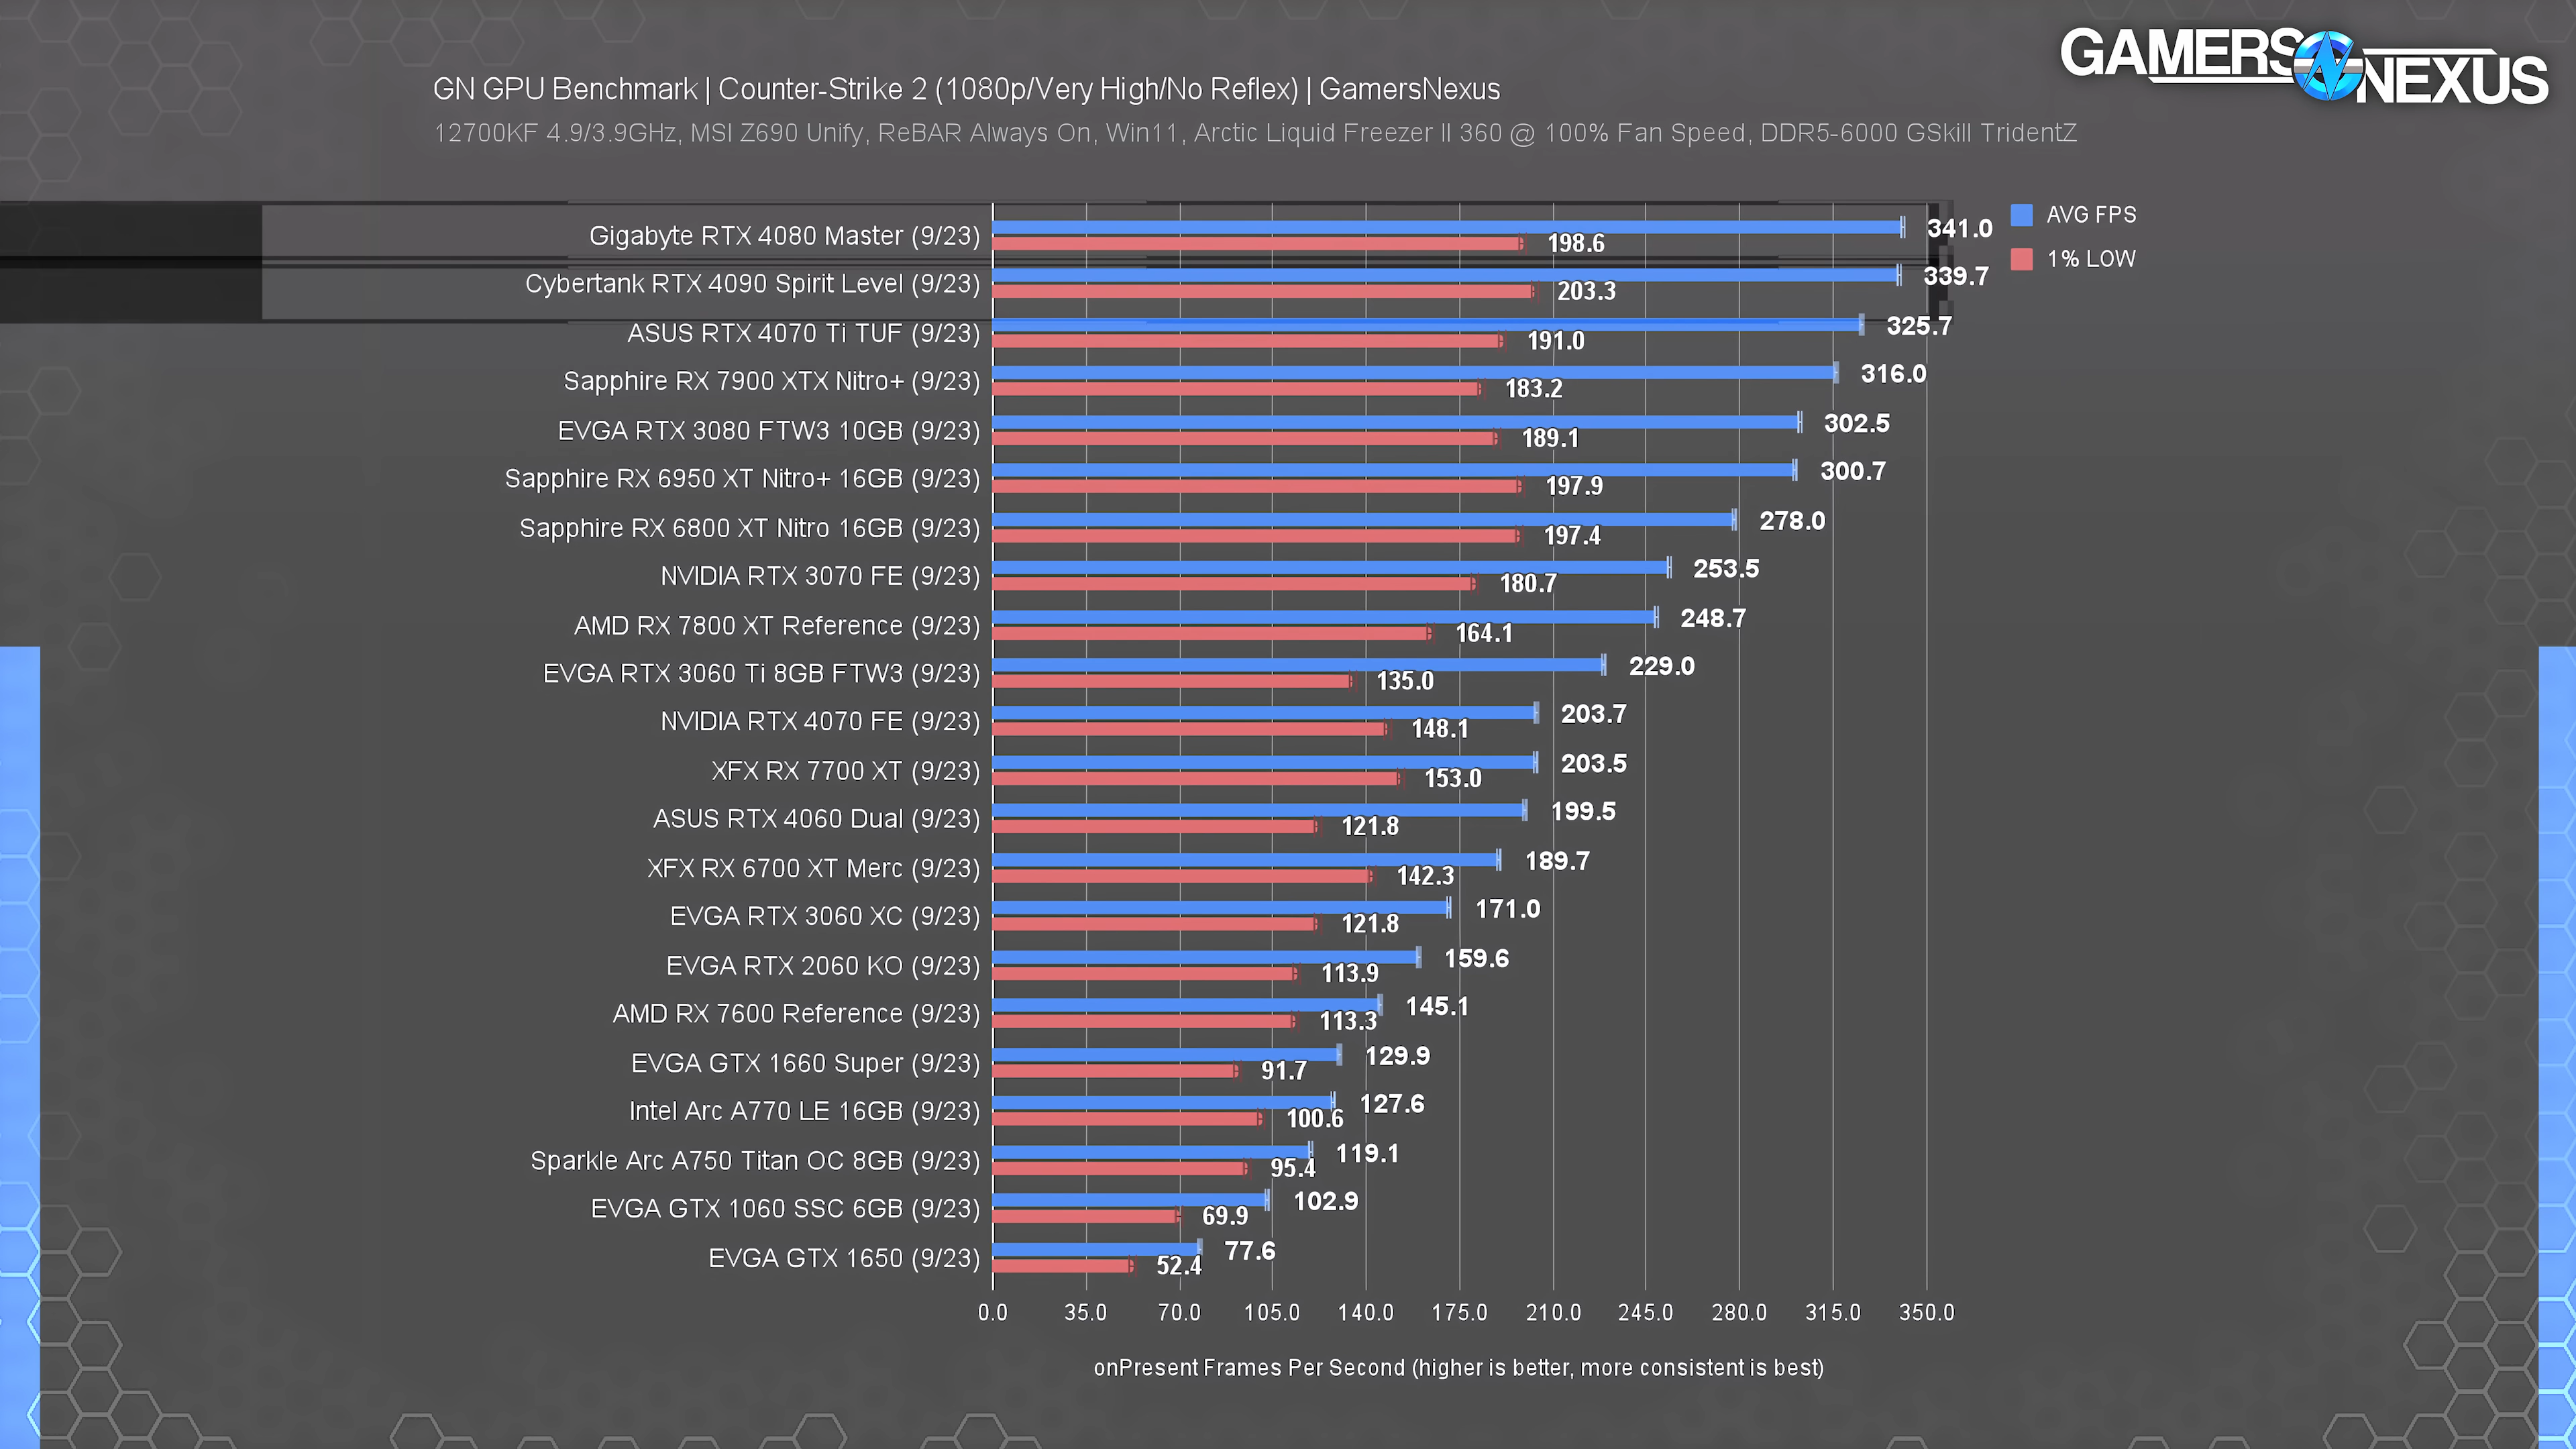 GAMERS NEXUS
GN GPU Benchmark | Counter-Strike 2 (1080p/Very High/No Reflex) | GamersNexus
12700KF 4.9/3.9GHz, MSI Z690 Unify, ReBAR Always On, Win11, Arctic Liquid Freezer II 360 @ 100% Fan Speed, DDR5-6000 GSkill TridentZ
AVG FPS
1% LOW
Gigabyte RTX 4080 Master (9/23) 341.0 198.6
Cybertank RTX 4090 Spirit Level (9/23) 339.7 203.3
ASUS RTX 4070 Ti TUF (9/23) 325.7 191.0
Sapphire RX 7900 XTX Nitro+ (9/23) 316.0 183.2
EVGA RTX 3080 FTW3 10GB (9/23) 302.5 189.1
Sapphire RX 6950 XT Nitro+ 16GB (9/23) 300.7 197.9
Sapphire RX 6800 XT Nitro 16GB (9/23) 278.0 197.4
NVIDIA RTX 3070 FE (9/23) 253.5 180.7
AMD RX 7800 XT Reference (9/23) 248.7 164.1
EVGA RTX 3060 Ti 8GB FTW3 (9/23) 229.0 135.0
NVIDIA RTX 4070 FE (9/23) 203.7 148.1
XFX RX 7700 XT (9/23) 203.5 153.0
ASUS RTX 4060 Dual (9/23) 199.5 121.8
XFX RX 6700 XT Merc (9/23) 189.7 142.3
EVGA RTX 3060 XC (9/23) 171.0 121.8
EVGA RTX 2060 KO (9/23) 159.6 113.9
AMD RX 7600 Reference (9/23) 145.1 113.3
EVGA GTX 1660 Super (9/23) 129.9 91.7
Intel Arc A770 LE 16GB (9/23) 127.6 100.6
Sparkle Arc A750 Titan OC 8GB (9/23) 119.1 95.4
EVGA GTX 1060 SSC 6GB (9/23) 102.9 69.9
EVGA GTX 1650 (9/23) 77.6 52.4
0.0 35.0 70.0 105.0 140.0 175.0 210.0 245.0 280.0 315.0 350.0
onPresent Frames Per Second (higher is better, more consistent is best)